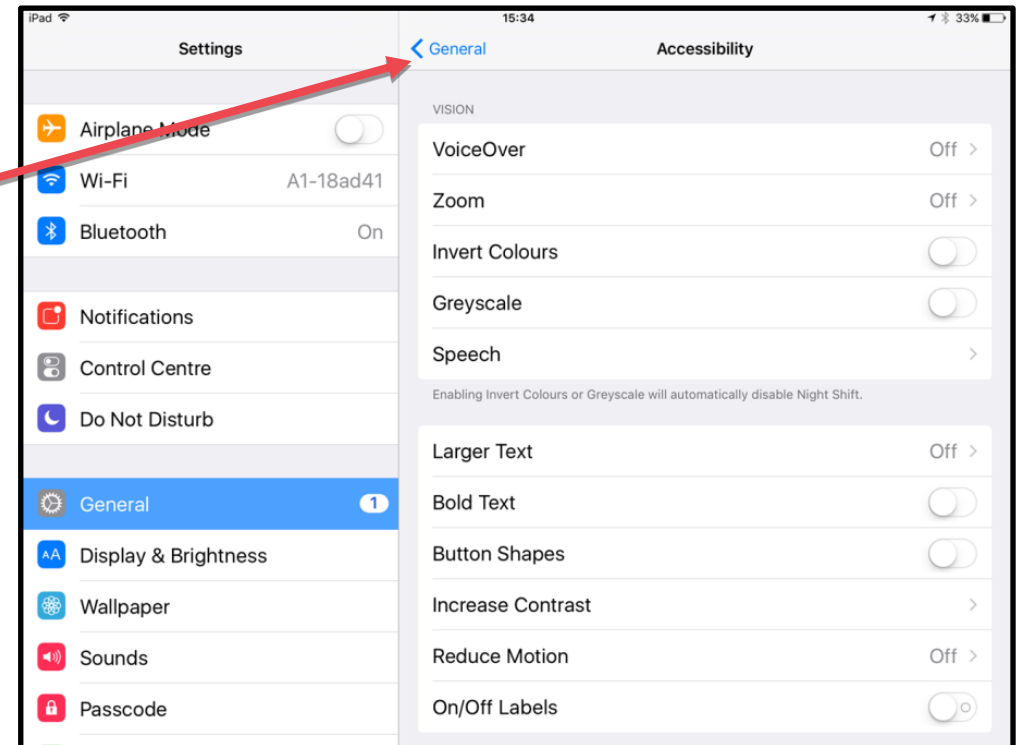 iPad 15:34 33%
Settings
General Accessibility
Airplane Mode
Wi-Fi A1-18ad41
Bluetooth On
Notifications
Control Centre
Do Not Disturb
General 1
AA Display & Brightness
Wallpaper
Sounds
Passcode
VISION
VoiceOver Off
Zoom Off
Invert Colours
Greyscale
Speech
Enabling Invert Colours or Greyscale will automatically disable Night Shift.
Larger Text Off
Bold Text
Button Shapes
Increase Contrast
Reduce Motion Off
On/Off Labels